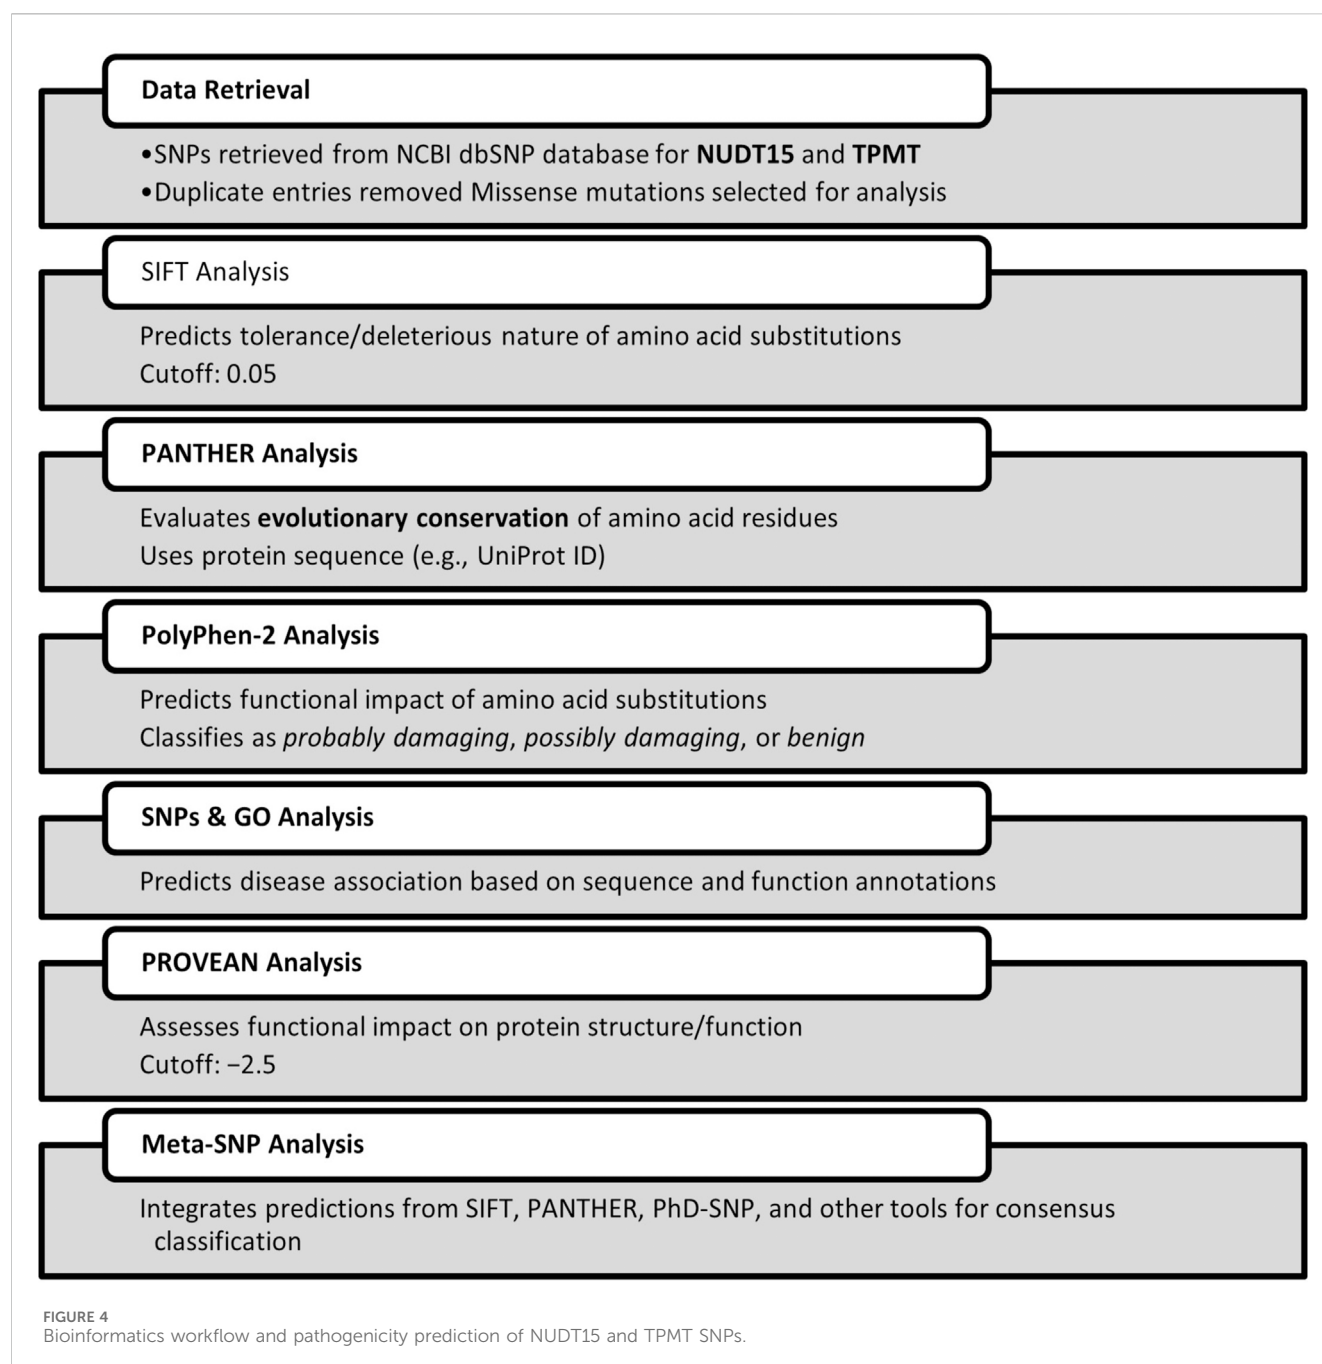 Data Retrieval
•SNPs retrieved from NCBI dbSNP database for NUDT15 and TPMT
•Duplicate entries removed Missense mutations selected for analysis
SIFT Analysis
Predicts tolerance/deleterious nature of amino acid substitutions
Cutoff: 0.05
PANTHER Analysis
Evaluates evolutionary conservation of amino acid residues
Uses protein sequence (e.g., UniProt ID)
PolyPhen-2 Analysis
Predicts functional impact of amino acid substitutions
Classifies as probably damaging, possibly damaging, or benign
SNPs & GO Analysis
Predicts disease association based on sequence and function annotations
PROVEAN Analysis
Assesses functional impact on protein structure/function
Cutoff: −2.5
Meta-SNP Analysis
Integrates predictions from SIFT, PANTHER, PhD-SNP, and other tools for consensus
classification
FIGURE 4
Bioinformatics workflow and pathogenicity prediction of NUDT15 and TPMT SNPs.